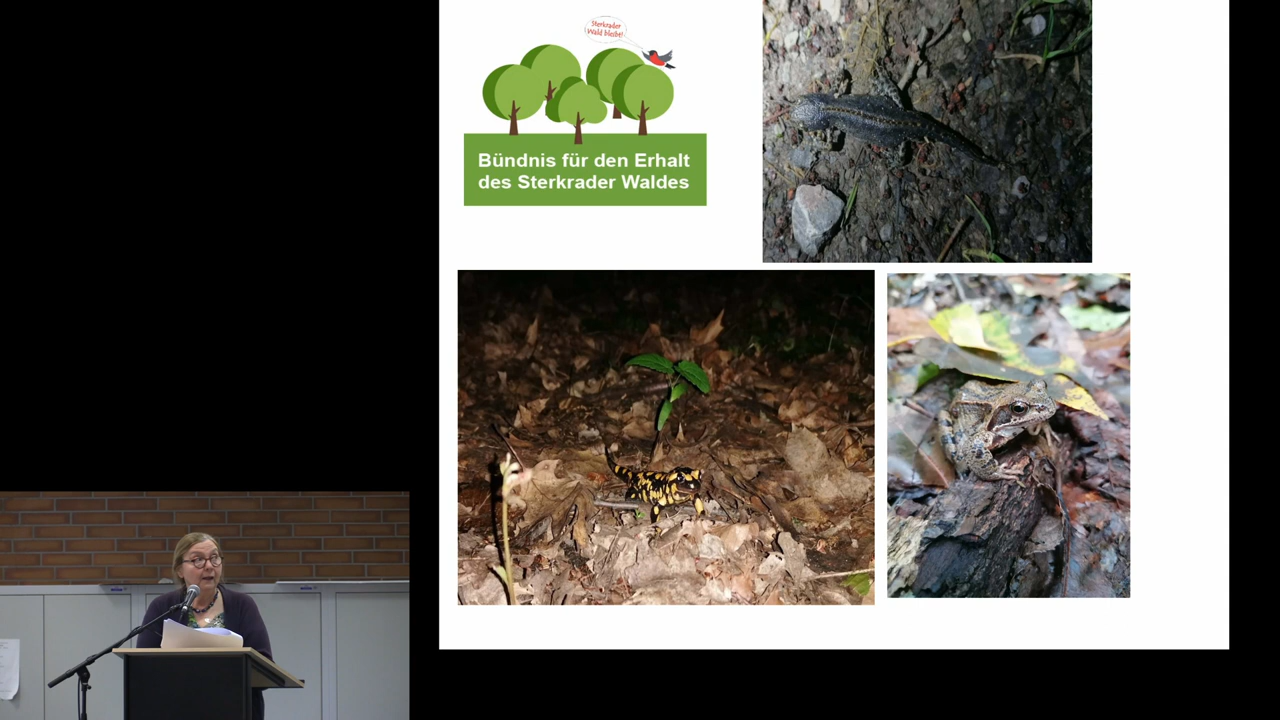 Sterkrader
Wald bleibt!
Bündnis für den Erhalt
des Sterkrader Waldes